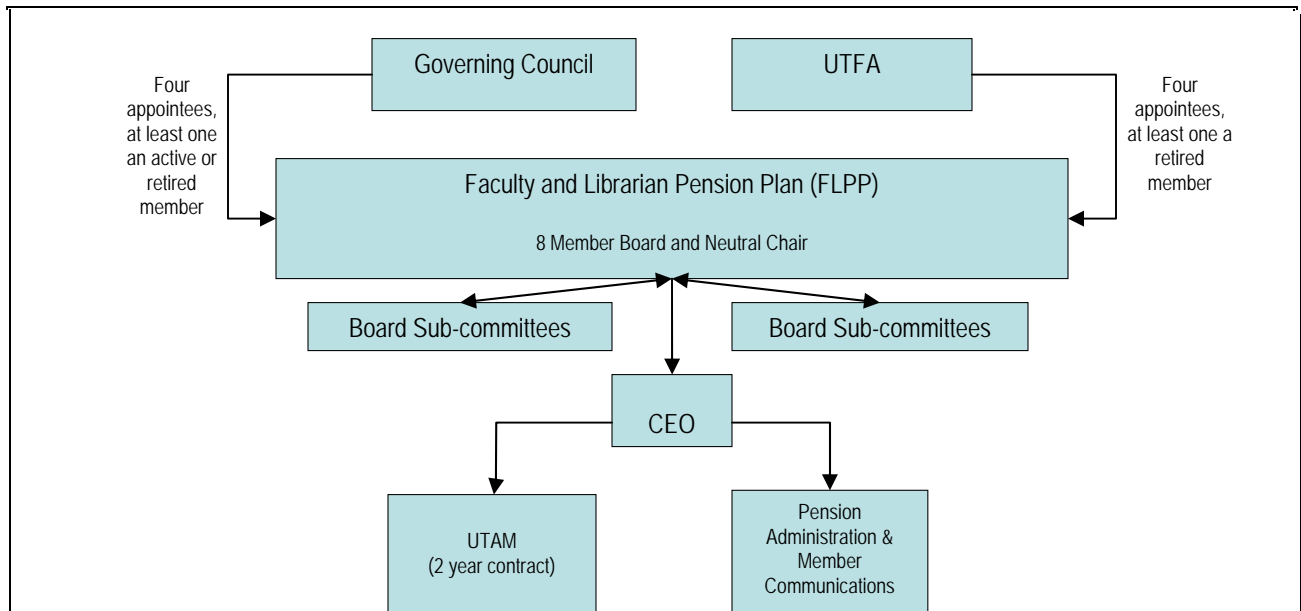 Governing Council
UTFA
Four
appointees,
at least one
an active or
retired
member
Four
appointees,
at least one a
retired
member
Faculty and Librarian Pension Plan (FLPP)
8 Member Board and Neutral Chair
Board Sub-committees
Board Sub-committees
CEO
UTAM
(2 year contract)
Pension
Administration &
Member
Communications